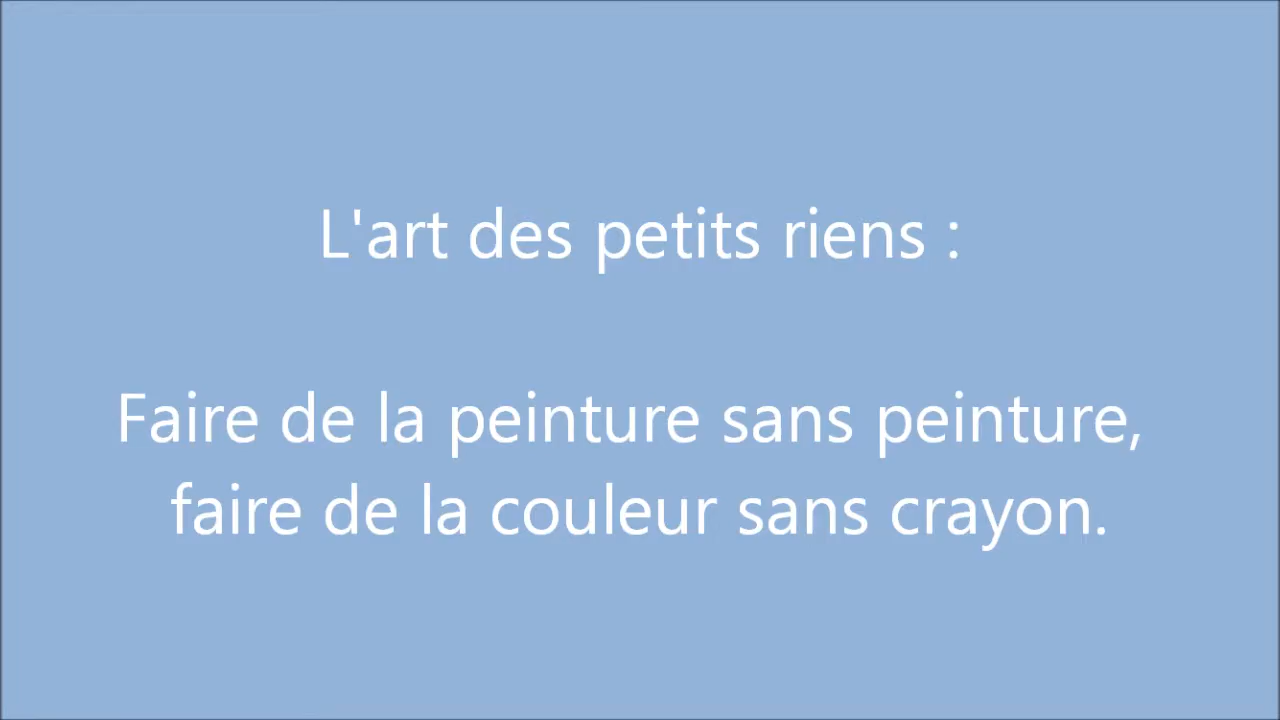 L'art des petits riens :
Faire de la peinture sans peinture,
faire de la couleur sans crayon.